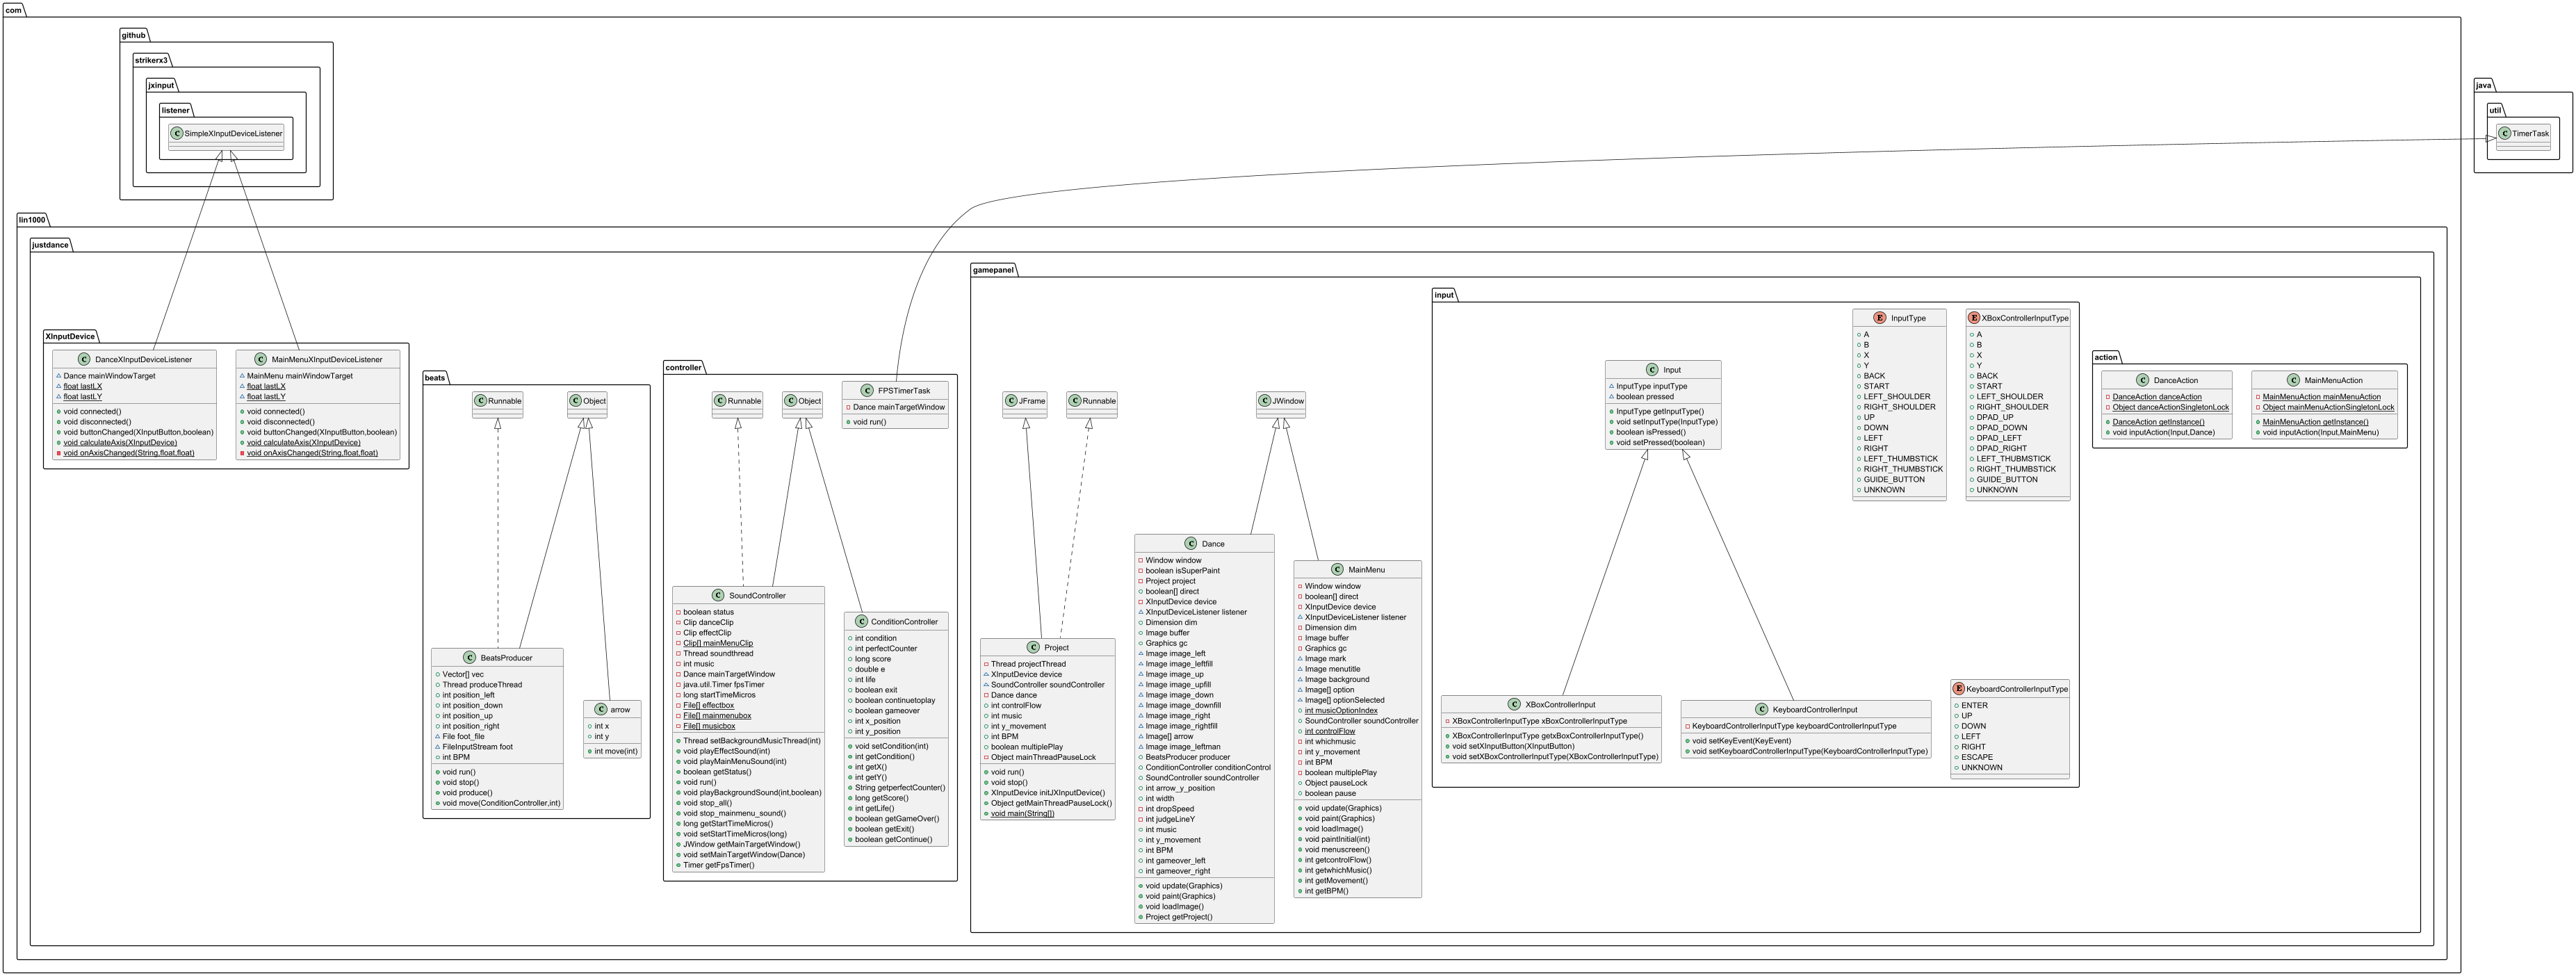 com
github
strikerx3
jxinput
listener
C SimpleXInputDeviceListener
java
util
C TimerTask
lin1000
justdance
XInputDevice
C DanceXInputDeviceListener
Dance mainWindowTarget
float lastLX
float lastLY
void connected()
void disconnected()
void buttonChanged(XInputButton,boolean)
void calculateAxis(XInputDevice)
void onAxisChanged(String,float,float)
C MainMenuXInputDeviceListener
MainMenu mainWindowTarget
float lastLX
float lastLY
void connected()
void disconnected()
void buttonChanged(XInputButton,boolean)
void calculateAxis(XInputDevice)
void onAxisChanged(String,float,float)
beats
C Runnable
C Object
C BeatsProducer
Vector[] vec
Thread produceThread
int position_left
int position_down
int position_up
int position_right
File foot_file
FileInputStream foot
int BPM
void run()
void stop()
void produce()
void move(ConditionController,int)
C arrow
int x
int y
int move(int)
controller
C Runnable
C Object
C FPSTimerTask
Dance mainTargetWindow
void run()
C SoundController
boolean status
Clip danceClip
Clip effectClip
Clip[] mainMenuClip
Thread soundthread
int music
Dance mainTargetWindow
java.util.Timer fpsTimer
long startTimeMicros
File[] effectbox
File[] mainmenubox
File[] musicbox
Thread setBackgroundMusicThread(int)
void playEffectSound(int)
void playMainMenuSound(int)
boolean getStatus()
void run()
void playBackgroundSound(int,boolean)
void stop_all()
void stop_mainmenu_sound()
long getStartTimeMicros()
void setStartTimeMicros(long)
JWindow getMainTargetWindow()
void setMainTargetWindow(Dance)
Timer getFpsTimer()
C ConditionController
int condition
int perfectCounter
long score
double e
int life
boolean exit
boolean continuetoplay
boolean gameover
int x_position
int y_position
void setCondition(int)
int getCondition()
int getX()
int getY()
String getperfectCounter()
long getScore()
int getLife()
boolean getGameOver()
boolean getExit()
boolean getContinue()
gamepanel
C JFrame
C Runnable
C JWindow
C Project
Thread projectThread
XInputDevice device
SoundController soundController
Dance dance
int controlFlow
int music
int y_movement
int BPM
boolean multiplePlay
Object mainThreadPauseLock
void run()
void stop()
XInputDevice initJXInputDevice()
Object getMainThreadPauseLock()
void main(String[])
C Dance
Window window
boolean isSuperPaint
Project project
boolean[] direct
XInputDevice device
XInputDeviceListener listener
Dimension dim
Image buffer
Graphics gc
Image image_left
Image image_leftfill
Image image_up
Image image_upfill
Image image_down
Image image_downfill
Image image_right
Image image_rightfill
Image[] arrow
Image image_leftman
BeatsProducer producer
ConditionController conditionControl
SoundController soundController
int arrow_y_position
int width
int dropSpeed
int judgeLineY
int music
int y_movement
int BPM
int gameover_left
int gameover_right
void update(Graphics)
void paint(Graphics)
void loadImage()
Project getProject()
C MainMenu
Window window
boolean[] direct
XInputDevice device
XInputDeviceListener listener
Dimension dim
Image buffer
Graphics gc
Image mark
Image menutitle
Image background
Image[] option
Image[] optionSelected
int musicOptionIndex
SoundController soundController
int controlFlow
int whichmusic
int y_movement
int BPM
boolean multiplePlay
Object pauseLock
boolean pause
void update(Graphics)
void paint(Graphics)
void loadImage()
void paintInitial(int)
void menuscreen()
int getcontrolFlow()
int getwhichMusic()
int getMovement()
int getBPM()
input
C Input
InputType inputType
boolean pressed
InputType getInputType()
void setInputType(InputType)
boolean isPressed()
void setPressed(boolean)
E InputType
A
B
X
Y
BACK
START
LEFT_SHOULDER
RIGHT_SHOULDER
UP
DOWN
LEFT
RIGHT
LEFT_THUMBSTICK
RIGHT_THUMBSTICK
GUIDE_BUTTON
UNKNOWN
E XBoxControllerInputType
A
B
X
Y
BACK
START
LEFT_SHOULDER
RIGHT_SHOULDER
DPAD_UP
DPAD_DOWN
DPAD_LEFT
DPAD_RIGHT
LEFT_THUBMSTICK
RIGHT_THUMBSTICK
GUIDE_BUTTON
UNKNOWN
C XBoxControllerInput
XBoxControllerInputType xBoxControllerInputType
XBoxControllerInputType getxBoxControllerInputType()
void setXInputButton(XInputButton)
void setXBoxControllerInputType(XBoxControllerInputType)
C KeyboardControllerInput
KeyboardControllerInputType keyboardControllerInputType
void setKeyEvent(KeyEvent)
void setKeyboardControllerInputType(KeyboardControllerInputType)
E KeyboardControllerInputType
ENTER
UP
DOWN
LEFT
RIGHT
ESCAPE
UNKNOWN
action
C DanceAction
DanceAction danceAction
Object danceActionSingletonLock
DanceAction getInstance()
void inputAction(Input,Dance)
C MainMenuAction
MainMenuAction mainMenuAction
Object mainMenuActionSingletonLock
MainMenuAction getInstance()
void inputAction(Input,MainMenu)